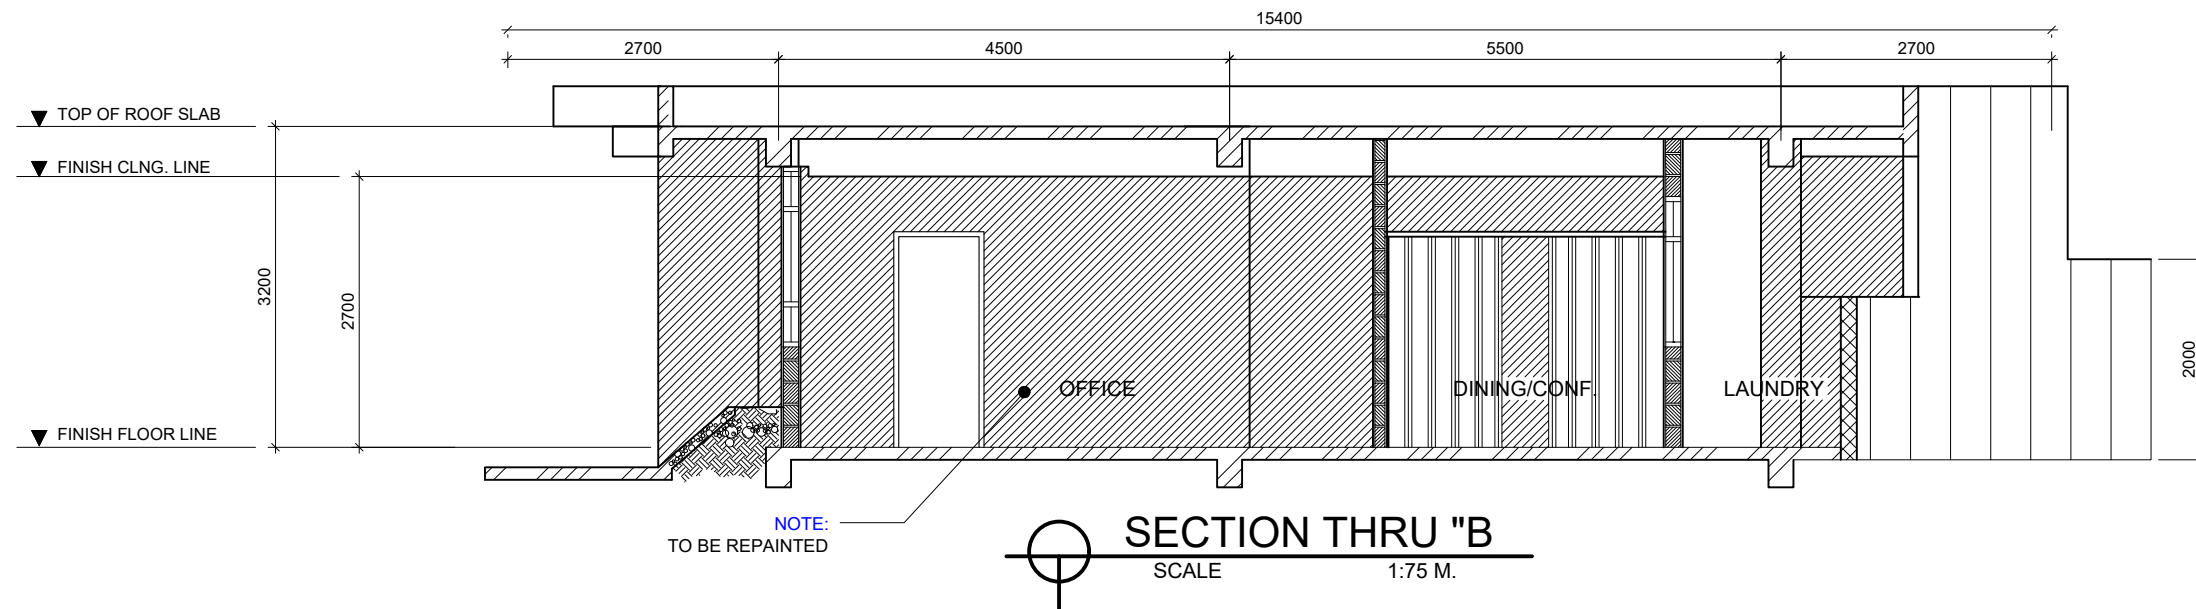 15400
2700 4500 5500 2700
TOP OF ROOF SLAB
FINISH CLNG. LINE
3200
2700
2000
OFFICE DINING/CONF. LAUNDRY
FINISH FLOOR LINE
NOTE:
TO BE REPAINTED
SECTION THRU "B
SCALE 1:75 M.